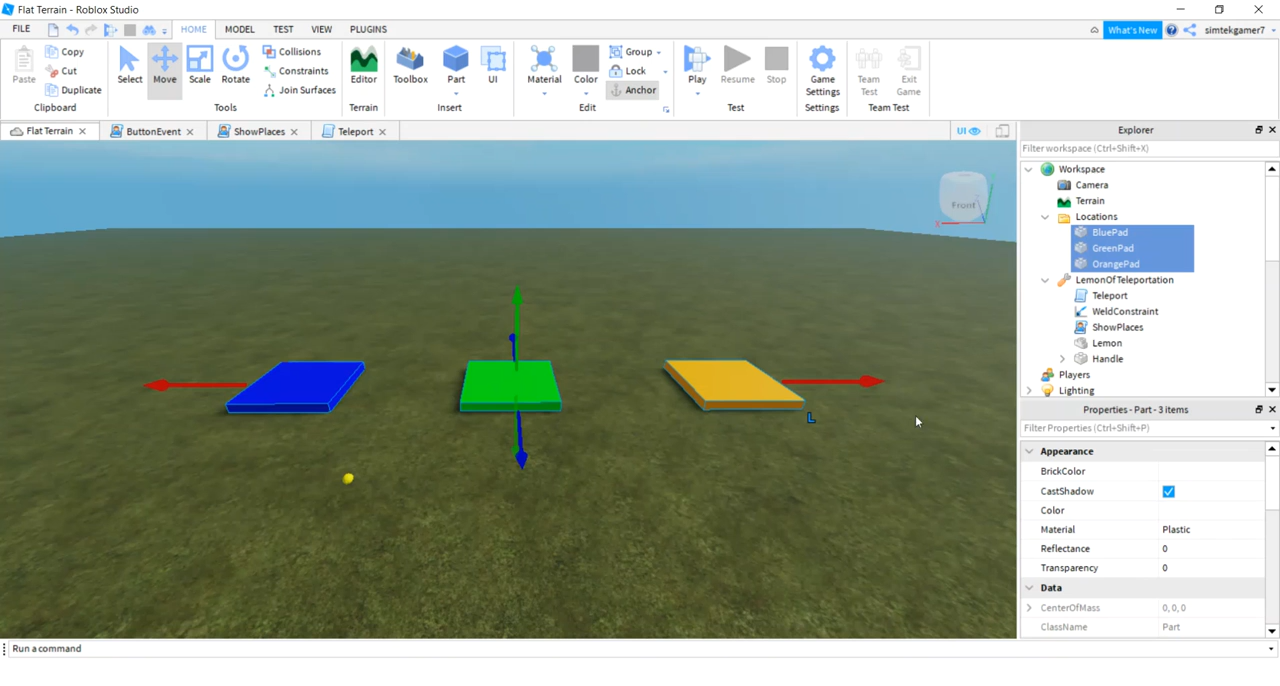 Flat Terrain - Roblox Studio
FILE HOME MODEL TEST VIEW PLUGINS What's New simtekgamer7
Paste Copy Cut Duplicate Select Move Scale Rotate Collisions Constraints Join Surfaces Editor Toolbox Part UI Material Color Group Lock Anchor Play Resume Stop Game Settings Team Test Exit Game
Clipboard Tools Terrain Insert Edit Test Settings Team Test
Flat Terrain ButtonEvent ShowPlaces Teleport UI
Front
L
Explorer
Filter workspace (Ctrl+Shift+X)
Workspace
Camera
Terrain
Locations
BluePad
GreenPad
OrangePad
LemonOfTeleportation
Teleport
WeldConstraint
ShowPlaces
Lemon
Handle
Players
Lighting
Properties - Part - 3 items
Filter Properties (Ctrl+Shift+P)
Appearance
BrickColor
CastShadow
Color
Material Plastic
Reflectance 0
Transparency 0
Data
CenterOfMass 0, 0, 0
ClassName Part
Run a command